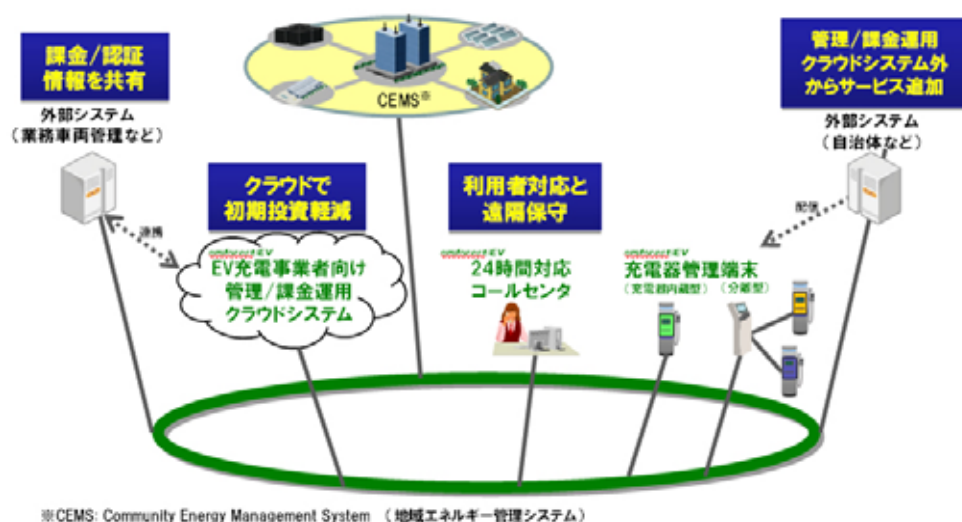 課金/認証
情報を共有
外部システム
（業務車両管理など）
連携
CEMS※
管理/課金運用
クラウドシステム外
からサービス追加
外部システム
（自治体など）
配信
クラウドで
初期投資軽減
EV充電事業者向け
管理/課金運用
クラウドシステム
利用者対応と
遠隔保守
24時間対応
コールセンタ
充電器管理端末
（充電器内蔵型）（分離型）
※CEMS: Community Energy Management System （地域エネルギー管理システム）